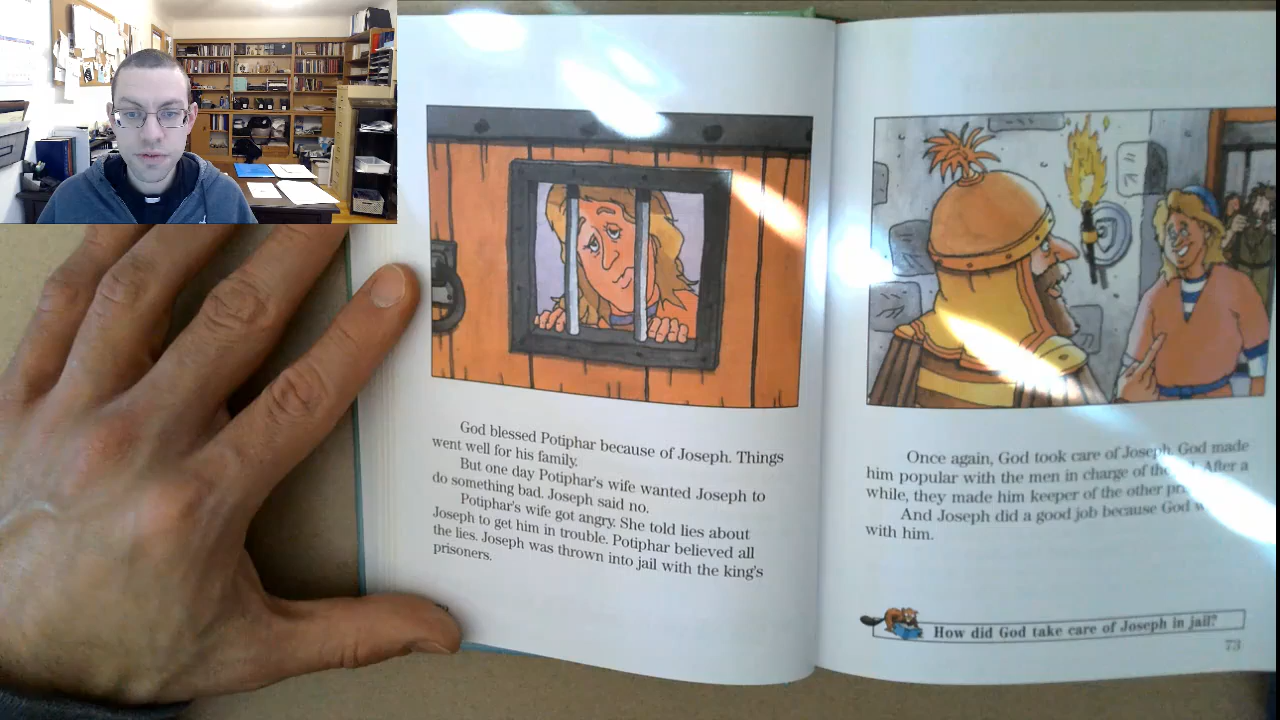 God blessed Potiphar because of Joseph. Things
went well for his family.
But one day Potiphar's wife wanted Joseph to
do something bad. Joseph said no.
Potiphar's wife got angry. She told lies about
Joseph to get him in trouble. Potiphar believed all
the lies. Joseph was thrown into jail with the king's
prisoners.
Once again, God took care of Joseph. God made
him popular with the men in charge of the After a
while, they made him keeper of the other
And Joseph did a good job because God
with him.
How did God take care of Joseph in jail?
73